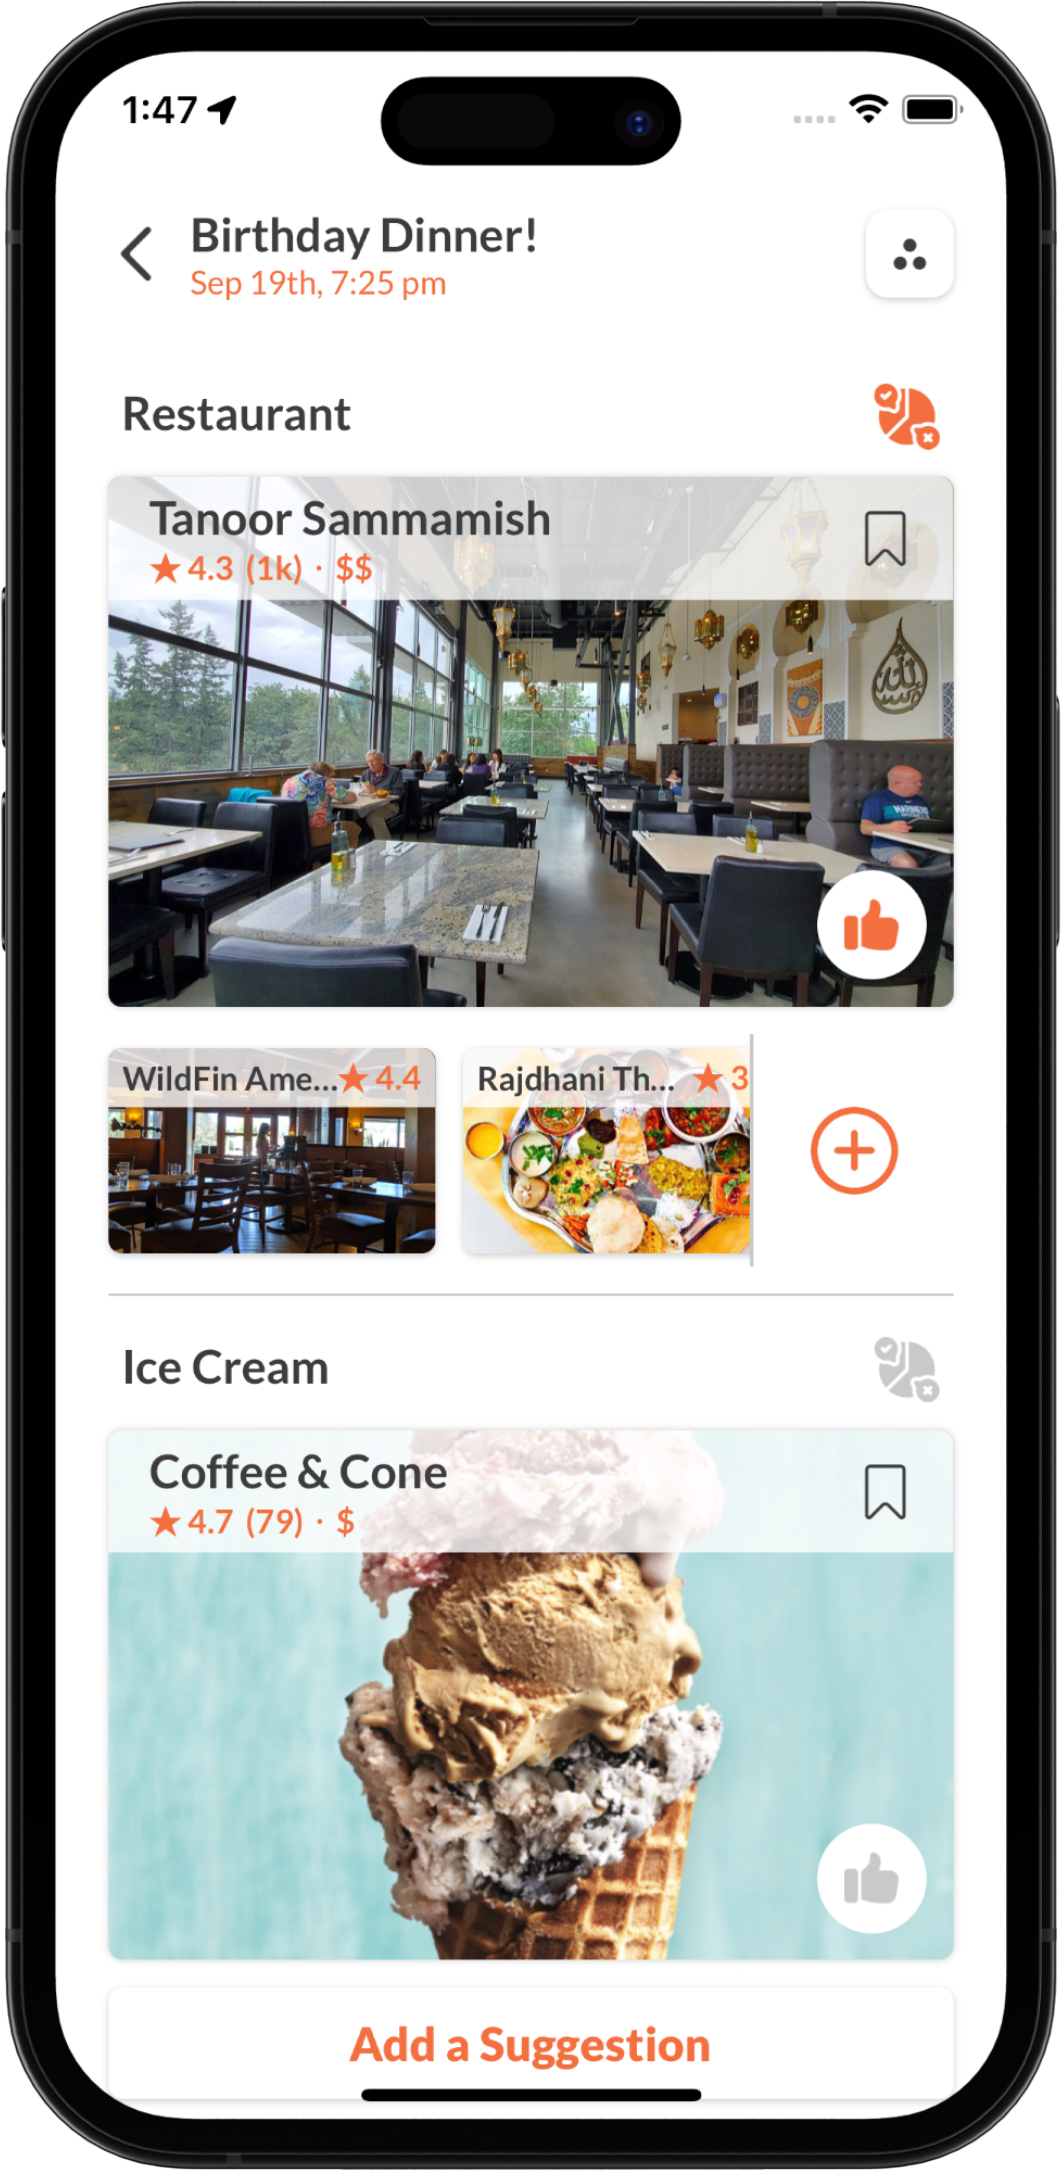 1:47
Birthday Dinner!
Sep 19th, 7:25 pm
Restaurant
Tanoor Sammamish
★ 4.3 (1k) · $$
MARINERS
WildFin Ame...★ 4.4
Rajdhani Th... ★ 3
Ice Cream
Coffee & Cone
★ 4.7 (79) · $
Add a Suggestion